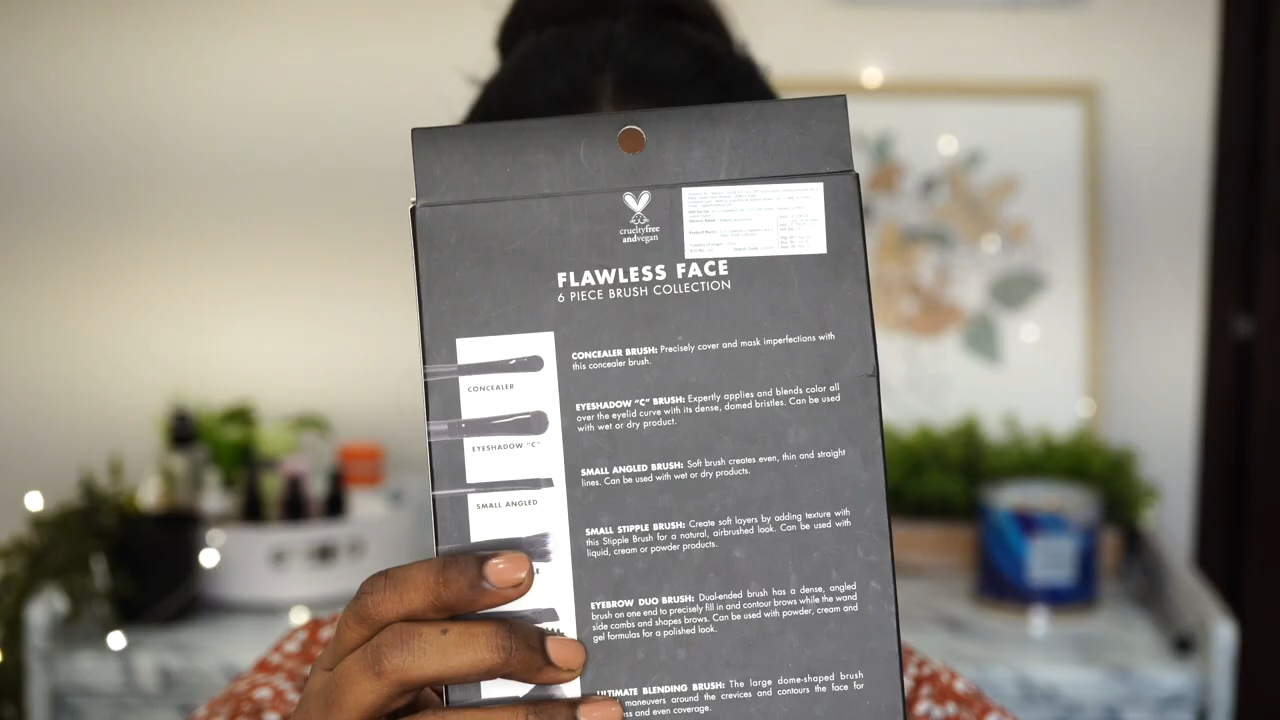 crueltyfree
andvegan
Product Name:
FLAWLESS FACE
6 PIECE BRUSH COLLECTION
CONCEALER BRUSH: Precisely cover and mask imperfections with
this concealer brush.
CONCEALER
EYESHADOW "C" BRUSH: Expertly applies and blends color all
over the eyelid curve with its dense, domed bristles. Can be used
with wet or dry product.
EYESHADOW "C"
SMALL ANGLED BRUSH: Soft brush creates even, thin and straight
lines. Can be used with wet or dry products.
SMALL ANGLED
SMALL STIPPLE BRUSH: Create soft layers by adding texture with
this Stipple Brush for a natural, airbrushed look. Can be used with
liquid, cream or powder products.
EYEBROW DUO BRUSH: Dual-ended brush has a dense, angled
brush on one end to precisely fill in and contour brows while the wand
side combs and shapes brows. Can be used with powder, cream and
gel formulas for a polished look.
ULTIMATE BLENDING BRUSH: The large dome-shaped brush
maneuvers around the crevices and contours the face for
and even coverage.